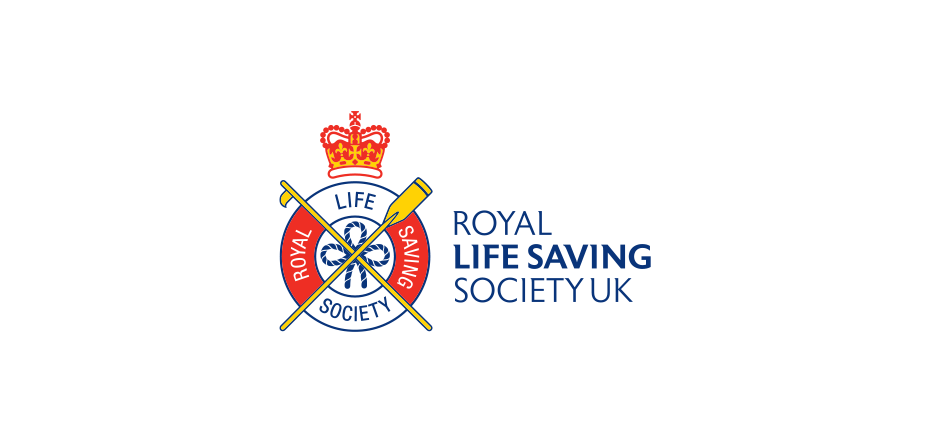 LIFE
ROYAL
SAVING
SOCIETY
ROYAL
LIFE SAVING
SOCIETY UK